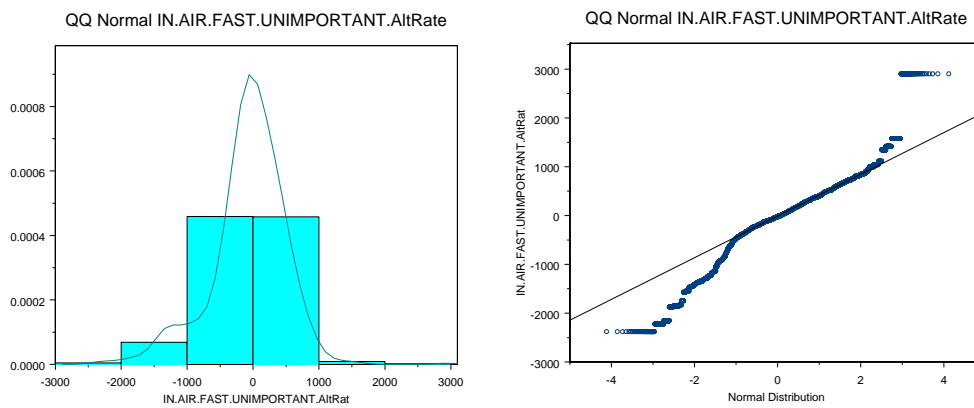 QQ Normal IN.AIR.FAST.UNIMPORTANT.AltRate
0.0008
0.0006
0.0004
0.0002
0.0000
-3000 -2000 -1000 0 1000 2000 3000
IN.AIR.FAST.UNIMPORTANT.AltRat
QQ Normal IN.AIR.FAST.UNIMPORTANT.AltRate
IN.AIR.FAST.UNIMPORTANT.AltRat
3000
2000
1000
0
-1000
-2000
-3000
-4 -2 0 2 4
Normal Distribution